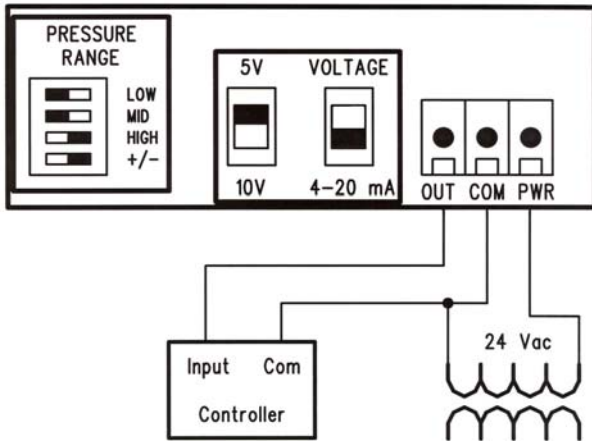 PRESSURE
RANGE
LOW
MID
HIGH
+/-
5V
VOLTAGE
10V
4-20 mA
OUT
COM
PWR
24 Vac
Input
Com
Controller